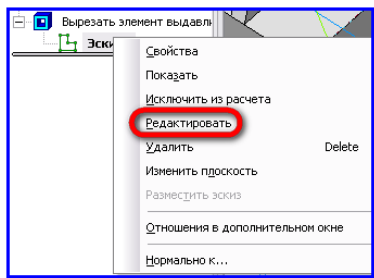 Вырезать элемент выдавл
Эски
Свойства
Показать
Исключить из расчета
Редактировать
Удалить Delete
Изменить плоскость
Разместить эскиз
Отношения в дополнительном окне
Нормально к...